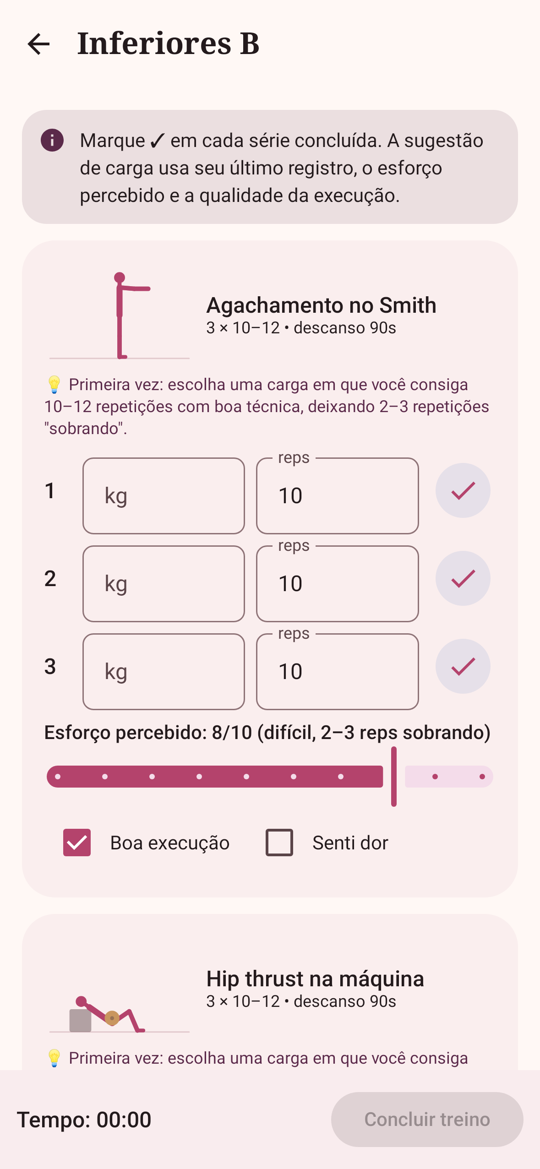 Inferiores B
Marque ✓ em cada série concluída. A sugestão
de carga usa seu último registro, o esforço
percebido e a qualidade da execução.
Agachamento no Smith
3 × 10–12 • descanso 90s
💡 Primeira vez: escolha uma carga em que você consiga
10–12 repetições com boa técnica, deixando 2–3 repetições
"sobrando".
1 kg reps 10
2 kg reps 10
3 kg reps 10
Esforço percebido: 8/10 (difícil, 2–3 reps sobrando)
Boa execução Senti dor
Hip thrust na máquina
3 × 10–12 • descanso 90s
💡 Primeira vez: escolha uma carga em que você consiga
Tempo: 00:00 Concluir treino